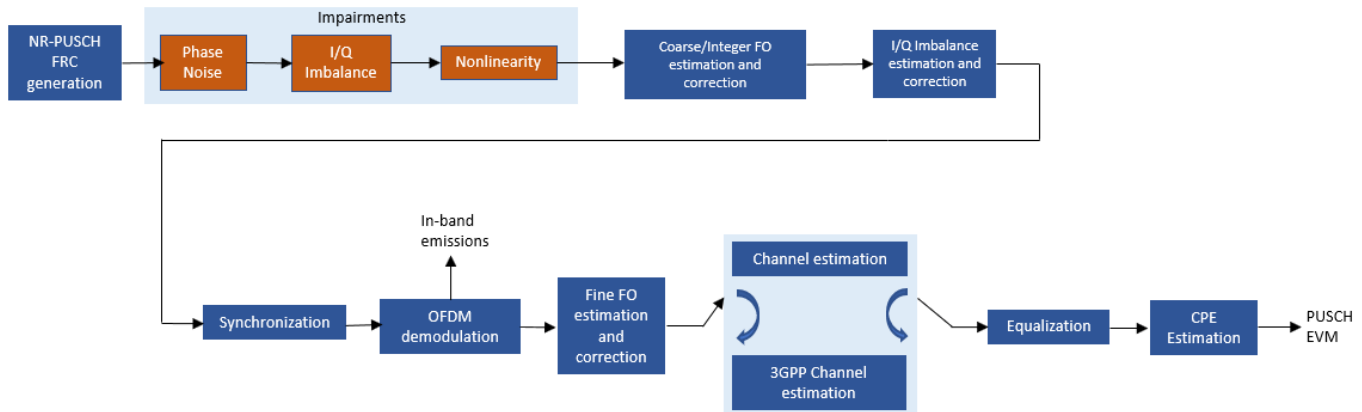 Impairments
NR-PUSCH
FRC
generation
Phase
Noise
I/Q
Imbalance
Nonlinearity
Coarse/Integer FO
estimation and
correction
I/Q Imbalance
estimation and
correction
In-band
emissions
Synchronization
OFDM
demodulation
Fine FO
estimation
and
correction
Channel estimation
3GPP Channel
estimation
Equalization
CPE
Estimation
PUSCH
EVM